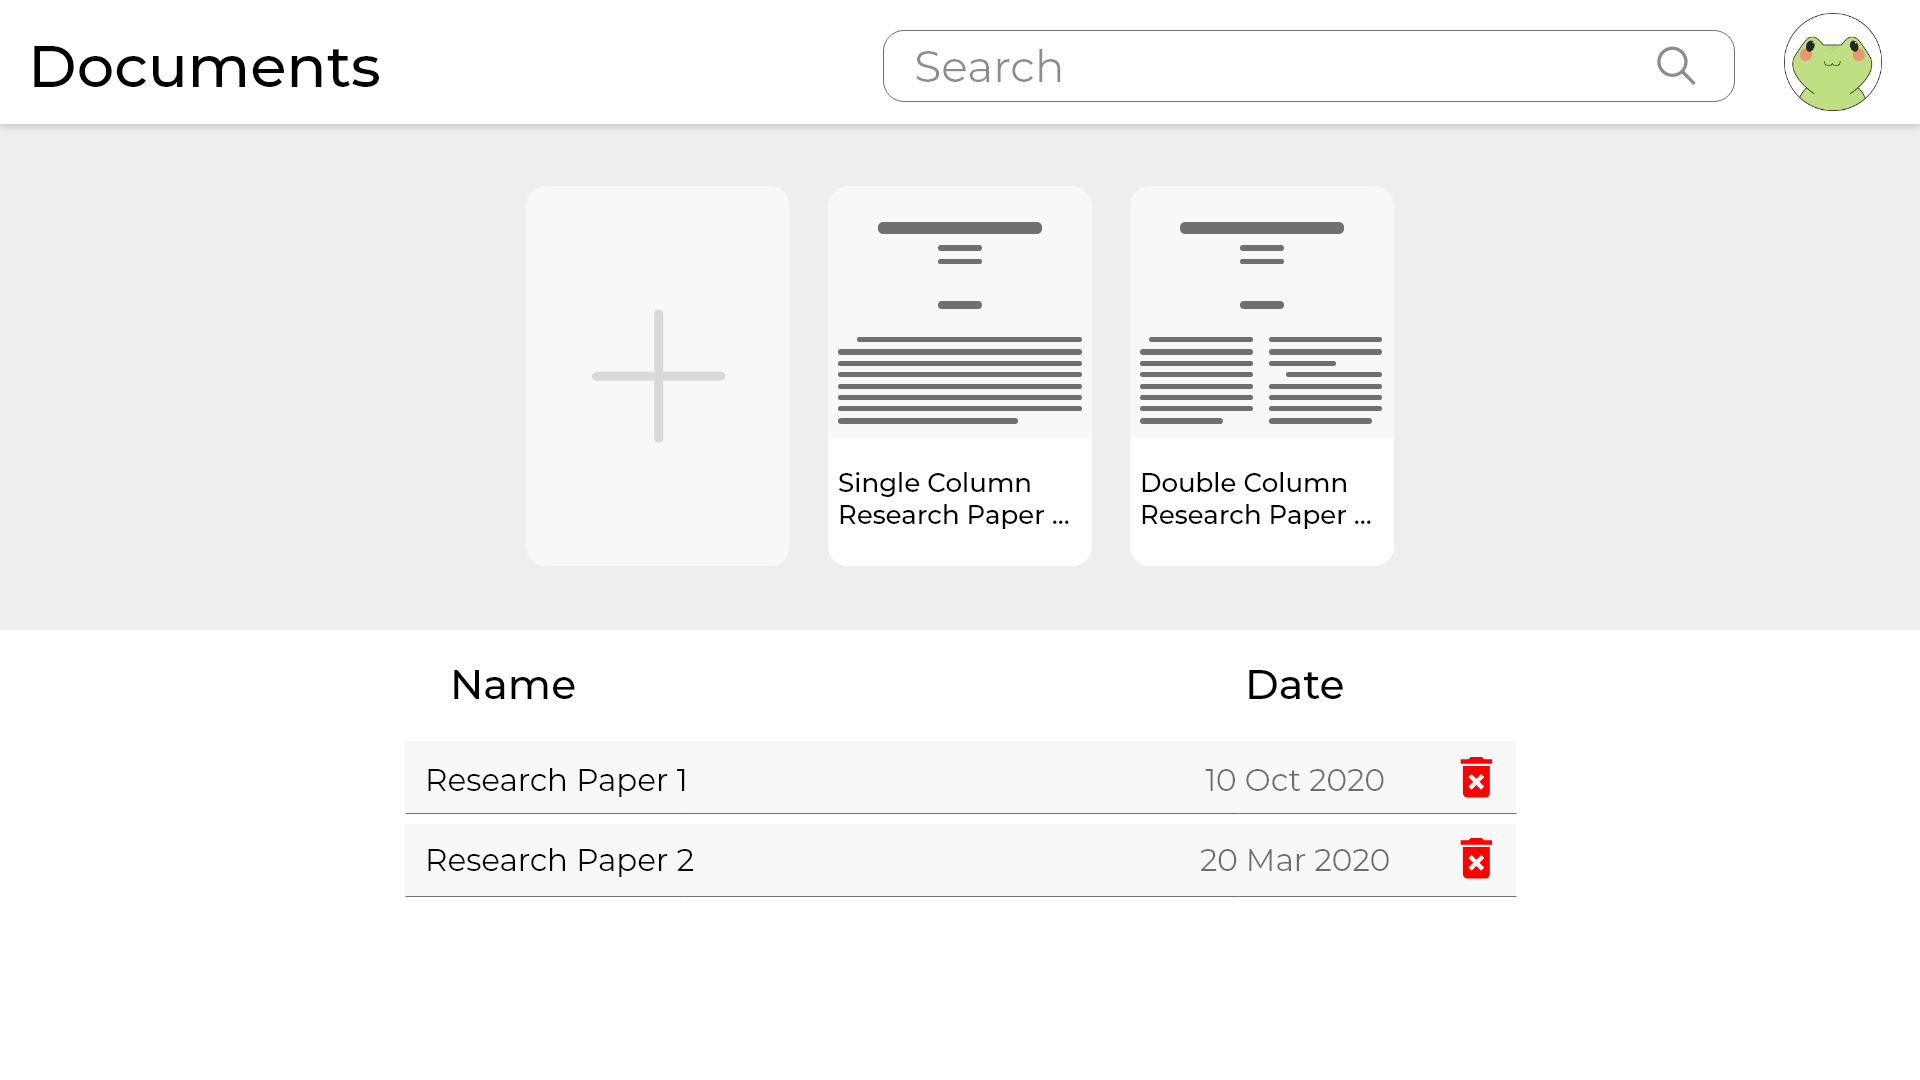 Documents
Search
Single Column
Research Paper ...
Double Column
Research Paper ...
Name
Date
Research Paper 1
10 Oct 2020
Research Paper 2
20 Mar 2020